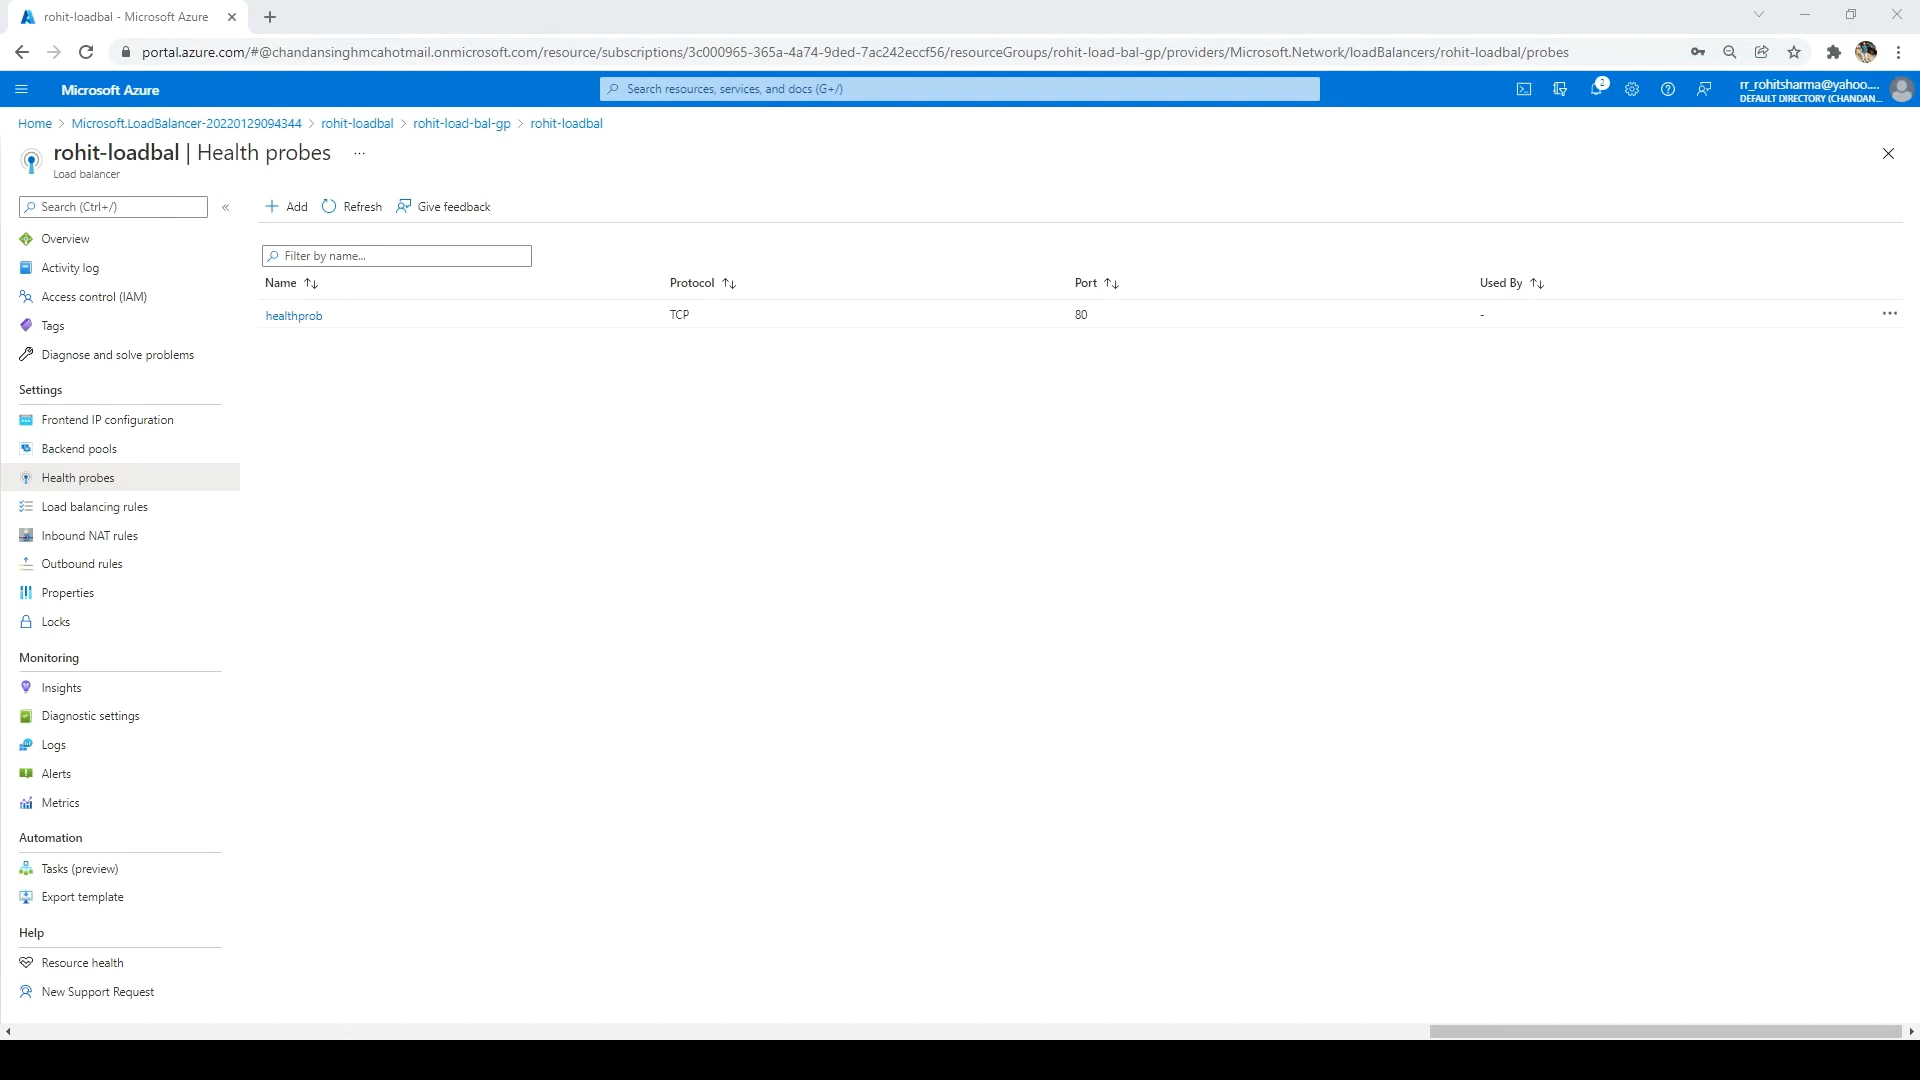 rohit-loadbal - Microsoft Azure
portal.azure.com/#@chandansinghmcahotmail.onmicrosoft.com/resource/subscriptions/3c000965-365a-4a74-9ded-7ac242eccf56/resourceGroups/rohit-load-bal-gp/providers/Microsoft.Network/loadBalancers/rohit-loadbal/probes
Microsoft Azure
Search resources, services, and docs (G+/)
2
rr_rohitsharma@yahoo....
DEFAULT DIRECTORY (CHANDAN...
Home > Microsoft.LoadBalancer-20220129094344 > rohit-loadbal > rohit-load-bal-gp > rohit-loadbal
rohit-loadbal | Health probes ...
Load balancer
Search (Ctrl+/)
Add Refresh Give feedback
Overview
Activity log
Access control (IAM)
Tags
Diagnose and solve problems
Settings
Frontend IP configuration
Backend pools
Health probes
Load balancing rules
Inbound NAT rules
Outbound rules
Properties
Locks
Monitoring
Insights
Diagnostic settings
Logs
Alerts
Metrics
Automation
Tasks (preview)
Export template
Help
Resource health
New Support Request
Filter by name...
Name Protocol Port Used By
healthprob TCP 80 -